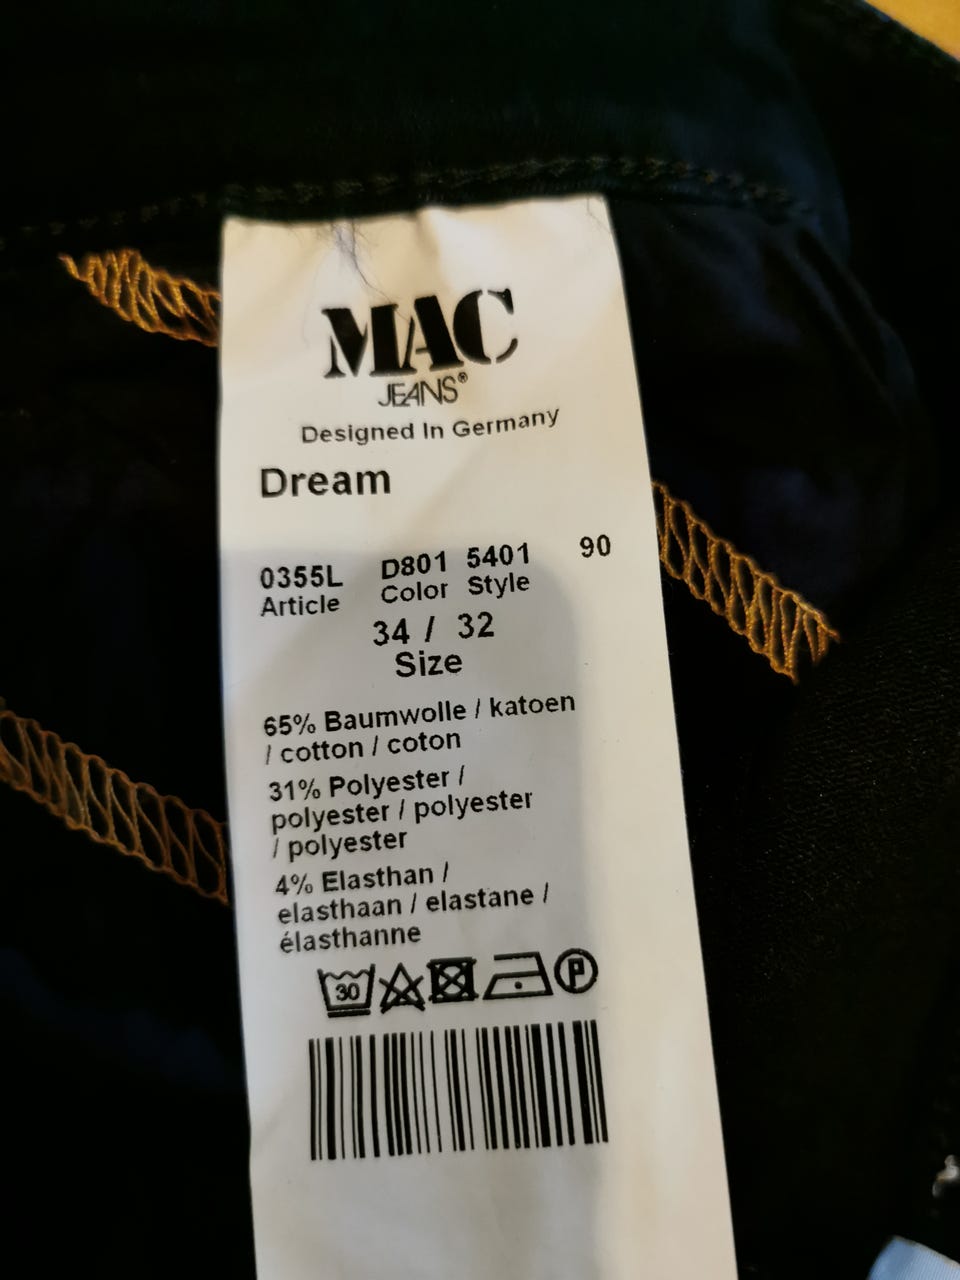 MAC
JEANS®
Designed In Germany
Dream
0355L D801 5401 90
Article Color Style
34 / 32
Size
65% Baumwolle / katoen
/ cotton / coton
31% Polyester /
polyester / polyester
/ polyester
4% Elasthan /
elasthaan / elastane /
élasthanne
30 P